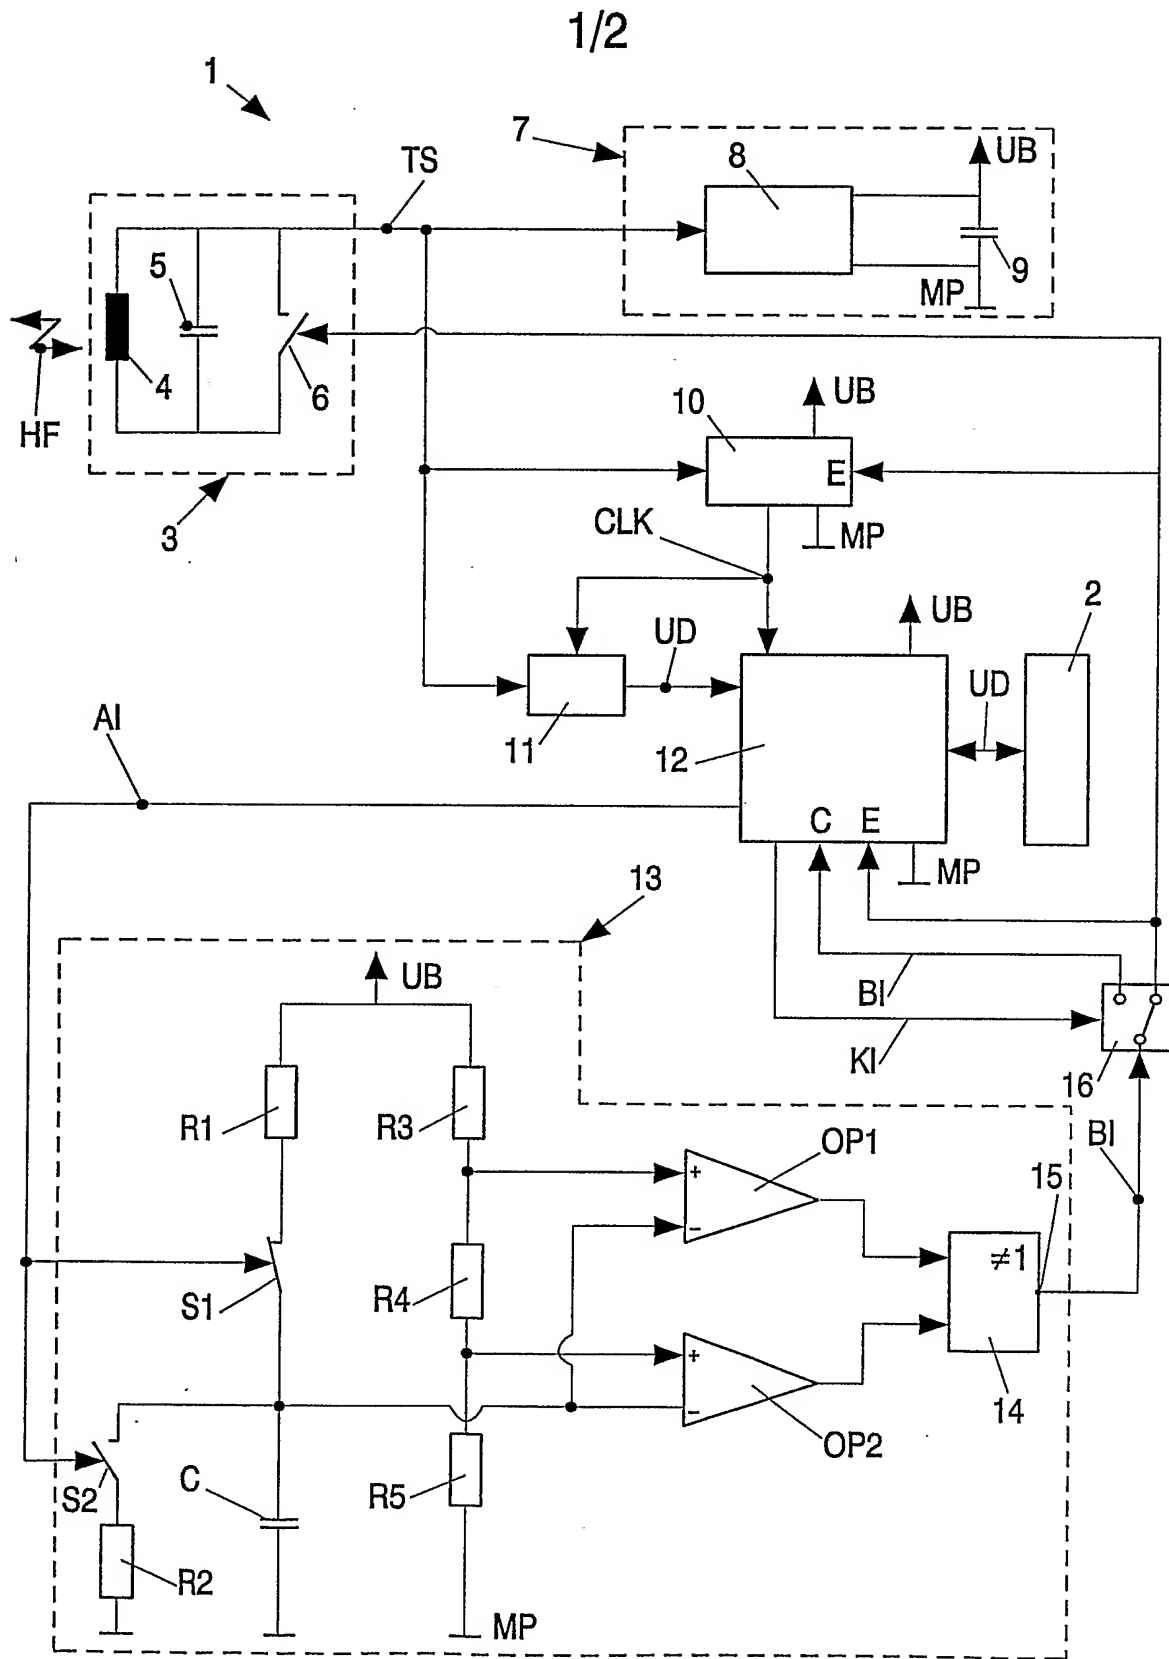 1/2
1
7
8
UB
TS
5
9
MP
4
6
HF
3
10
UB
E
CLK
MP
UB
2
UD
UD
AI
11
12
C E
MP
13
UB
BI
KI
16
R1
R3
OP1
BI
+
15
-
≠1
S1
R4
+
14
-
OP2
S2
C
R5
R2
MP